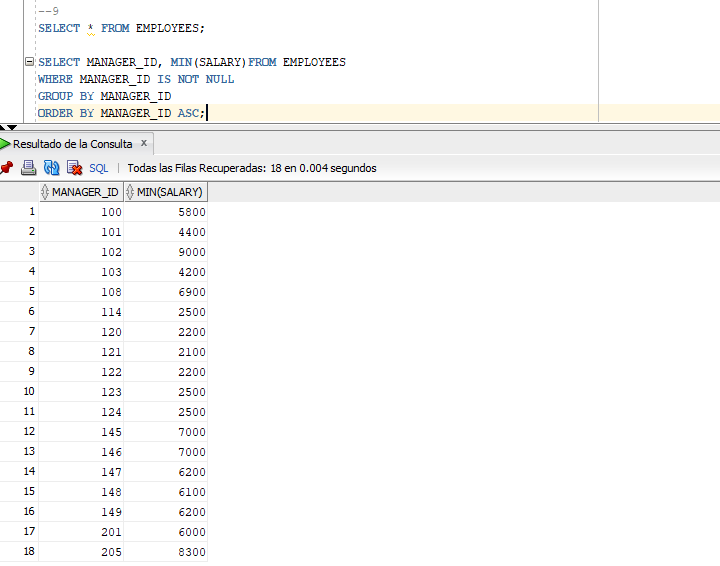 --9
SELECT * FROM EMPLOYEES;
SELECT MANAGER_ID, MIN(SALARY)FROM EMPLOYEES
WHERE MANAGER_ID IS NOT NULL
GROUP BY MANAGER_ID
ORDER BY MANAGER_ID ASC;
Resultado de la Consulta x
SQL | Todas las Filas Recuperadas: 18 en 0.004 segundos
MANAGER_ID MIN(SALARY)
1 100 5800
2 101 4400
3 102 9000
4 103 4200
5 108 6900
6 114 2500
7 120 2200
8 121 2100
9 122 2200
10 123 2500
11 124 2500
12 145 7000
13 146 7000
14 147 6200
15 148 6100
16 149 6200
17 201 6000
18 205 8300